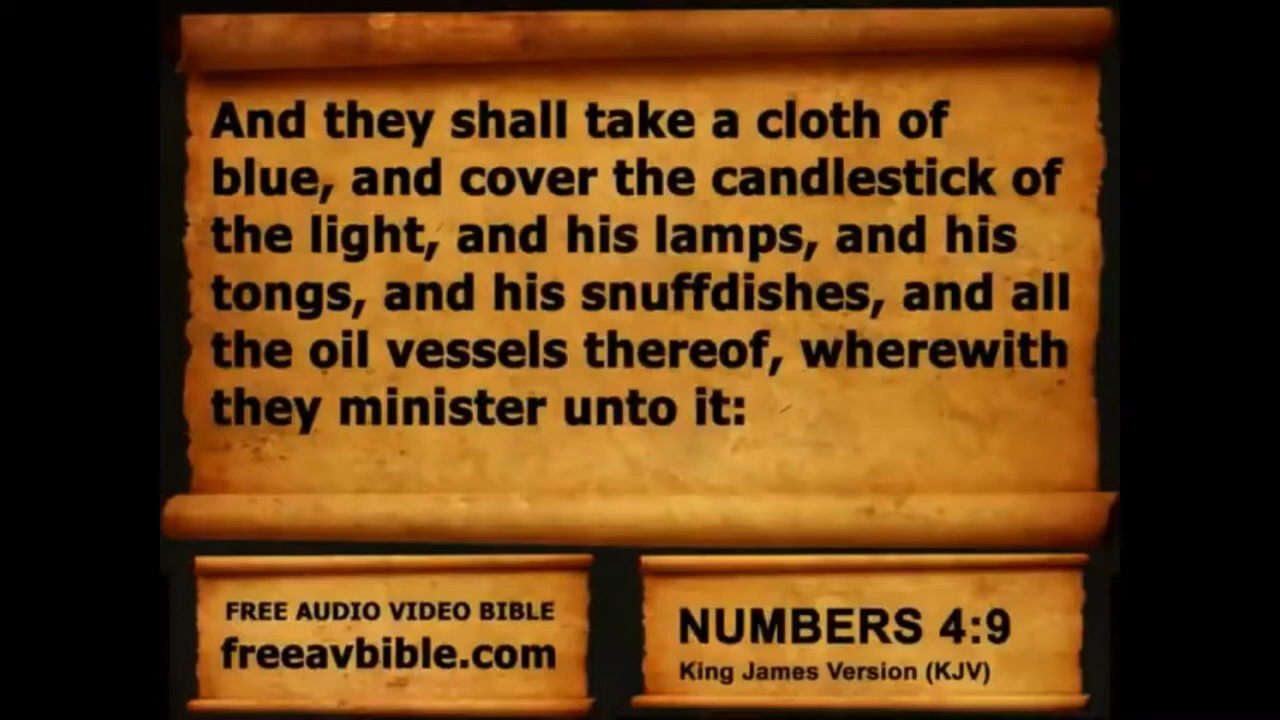 And they shall take a cloth of
blue, and cover the candlestick of
the light, and his lamps, and his
tongs, and his snuffdishes, and all
the oil vessels thereof, wherewith
they minister unto it:
FREE AUDIO VIDEO BIBLE
freeavbible.com
NUMBERS 4:9
King James Version (KJV)